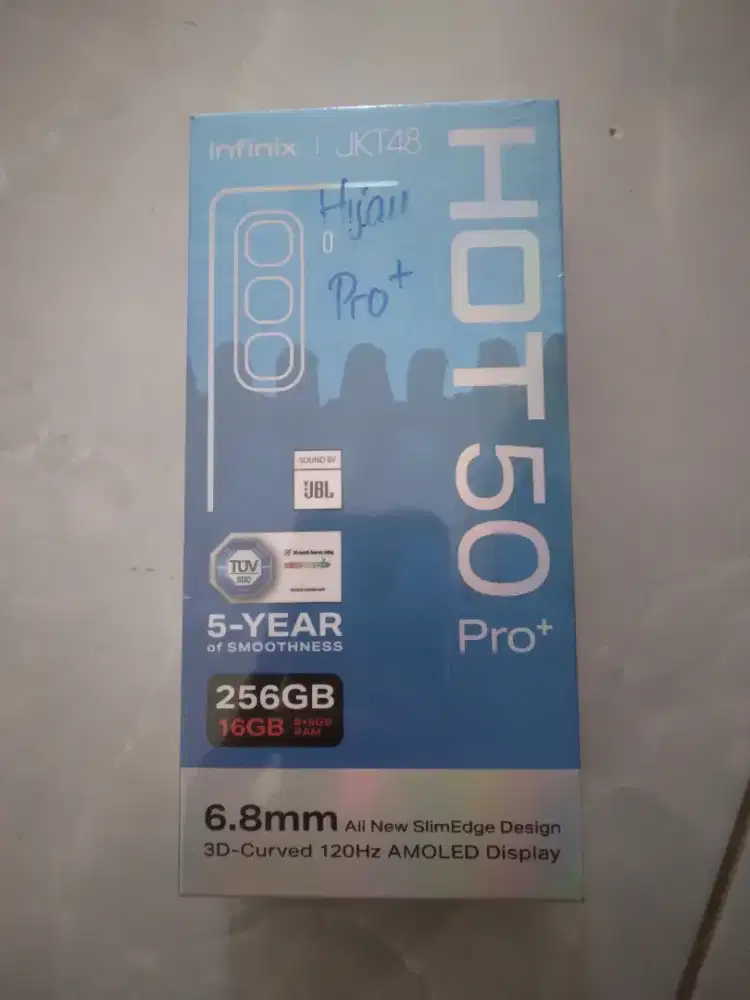 Infinix | JKT48
HOT 50
Pro+
Hijau
Pro+
SOUND BY
JBL
TÜV
SÜD
5-YEAR
of SMOOTHNESS
256GB
16GB 8+8GB
RAM
6.8mm All New SlimEdge Design
3D-Curved 120Hz AMOLED Display